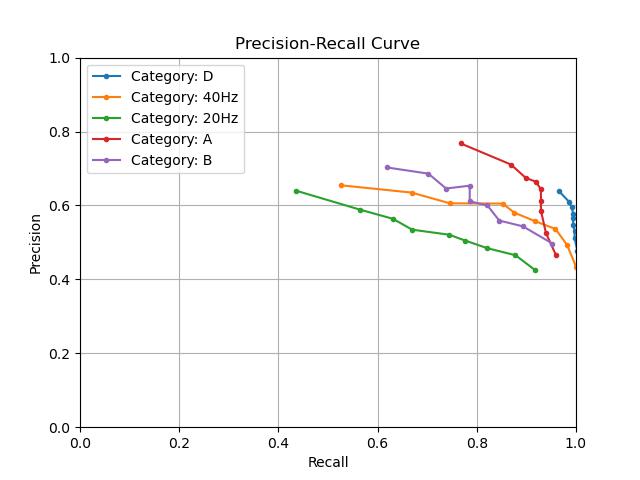 Precision-Recall Curve
1.0
0.8
0.6
0.4
0.2
0.0
Precision
Category: D
Category: 40Hz
Category: 20Hz
Category: A
Category: B
0.0 0.2 0.4 0.6 0.8 1.0
Recall